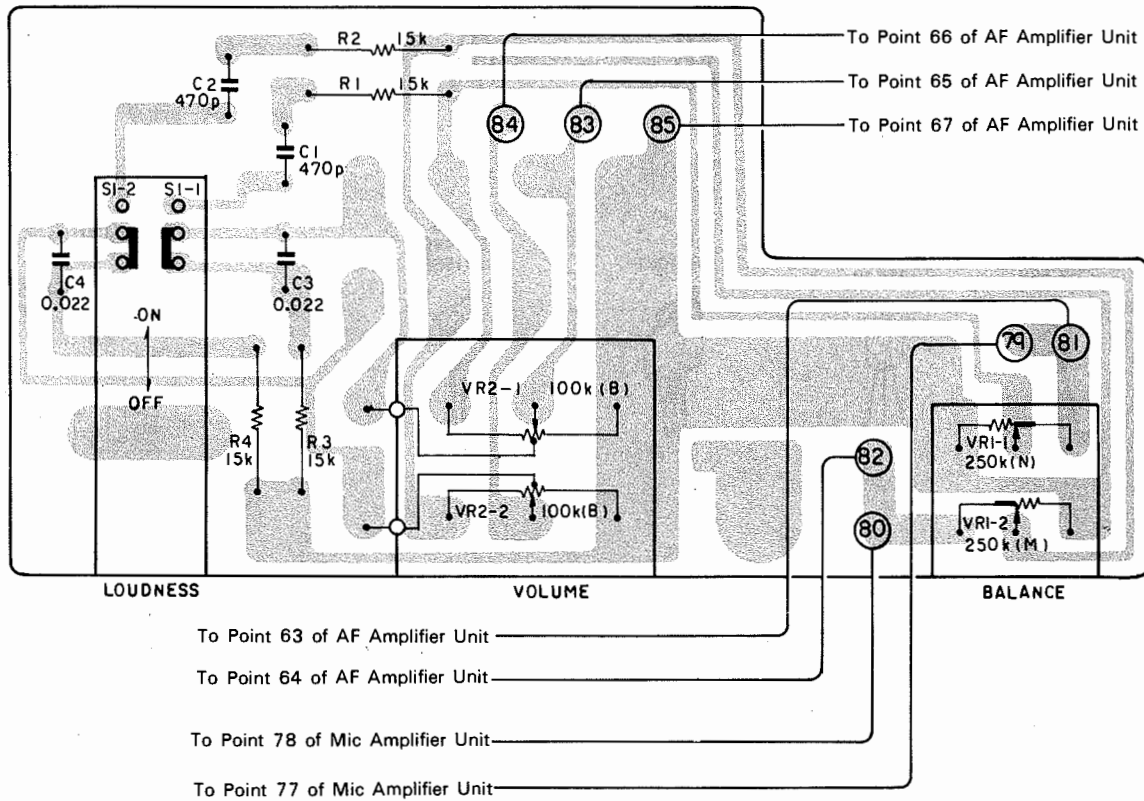 R2 15k
To Point 66 of AF Amplifier Unit
C2
470p
R1 15k
To Point 65 of AF Amplifier Unit
84 83 85
To Point 67 of AF Amplifier Unit
C1
470p
S1-2 S1-1
C4
0.022
C3
0.022
ON
OFF
79 81
VR2-1 100k (B)
R4
15k
R3
15k
VR1-1
250k(N)
82
VR2-2 100k(B)
80
VR1-2
250k(M)
LOUDNESS VOLUME BALANCE
To Point 63 of AF Amplifier Unit
To Point 64 of AF Amplifier Unit
To Point 78 of Mic Amplifier Unit
To Point 77 of Mic Amplifier Unit